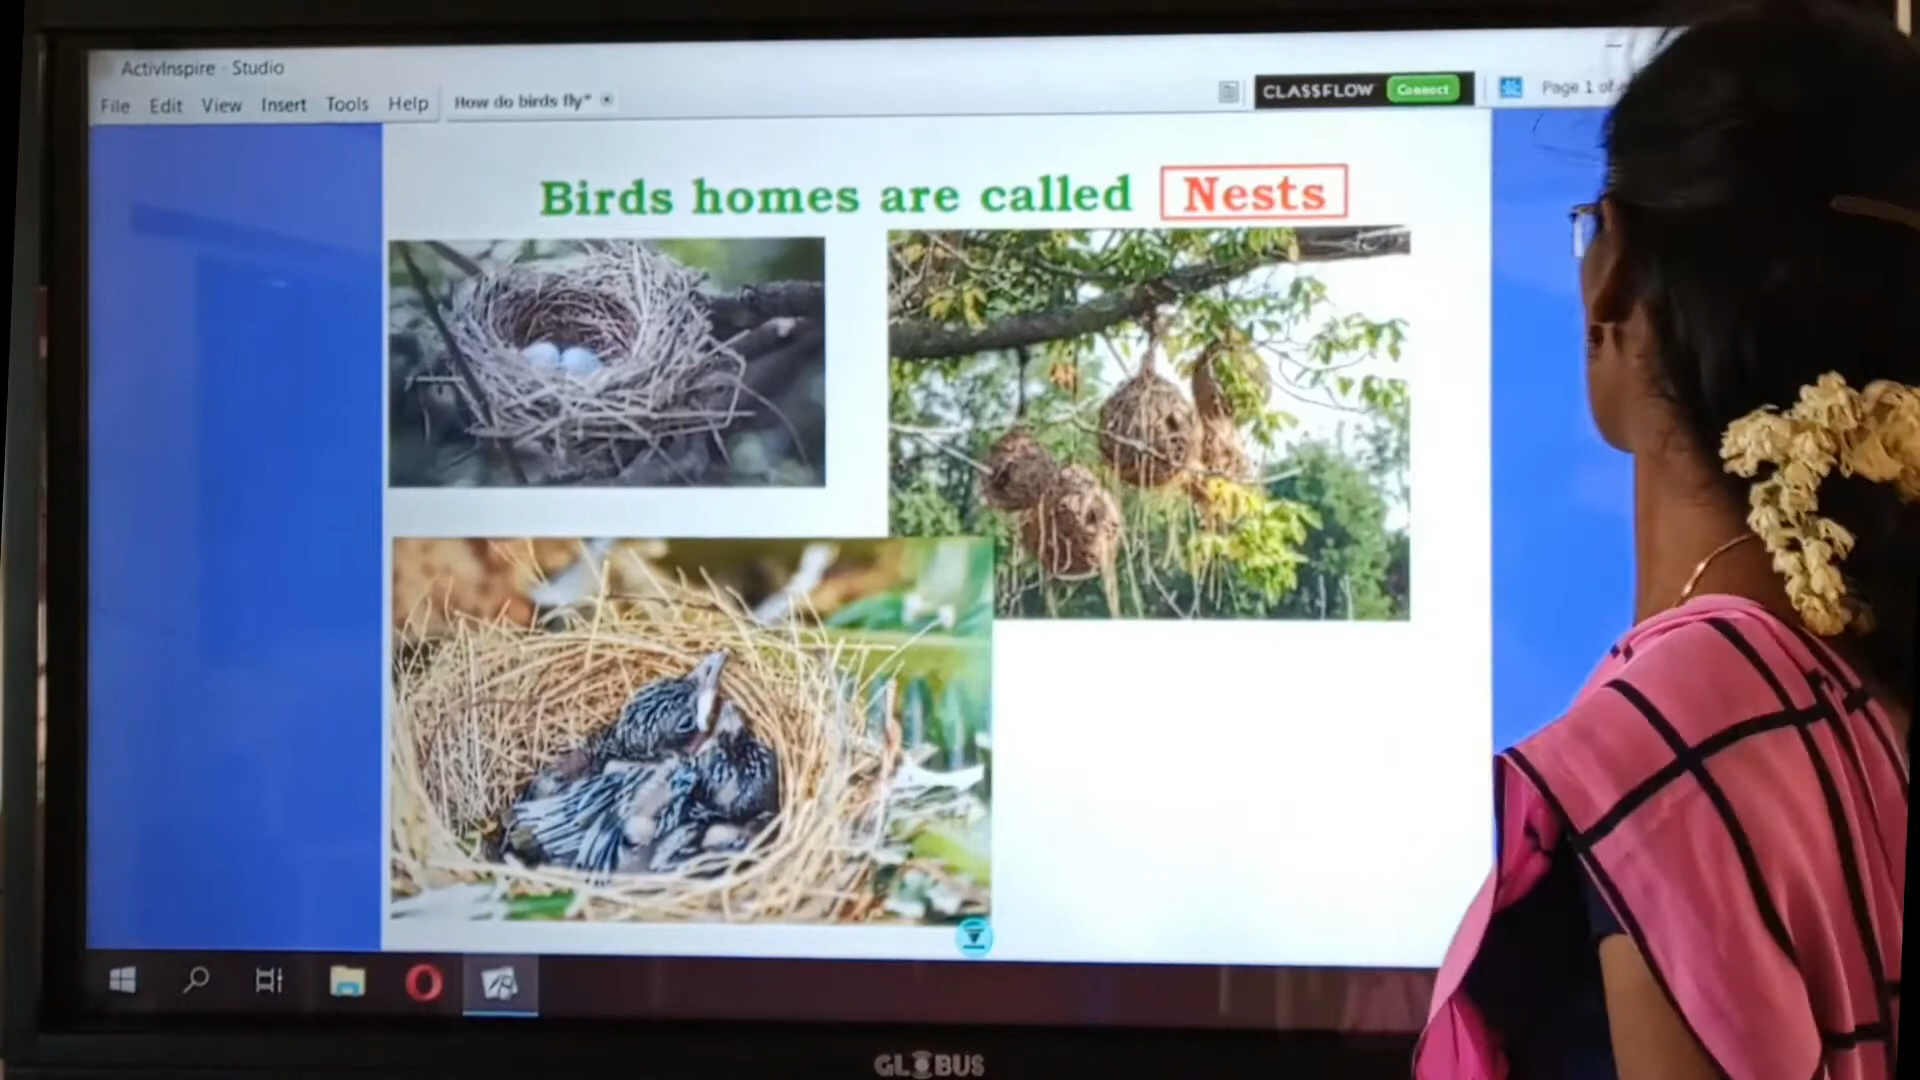 ActivInspire - Studio
File Edit View Insert Tools Help
How do birds fly*
CLASSFLOW Connect
Page 1 of
Birds homes are called Nests
GLOBUS